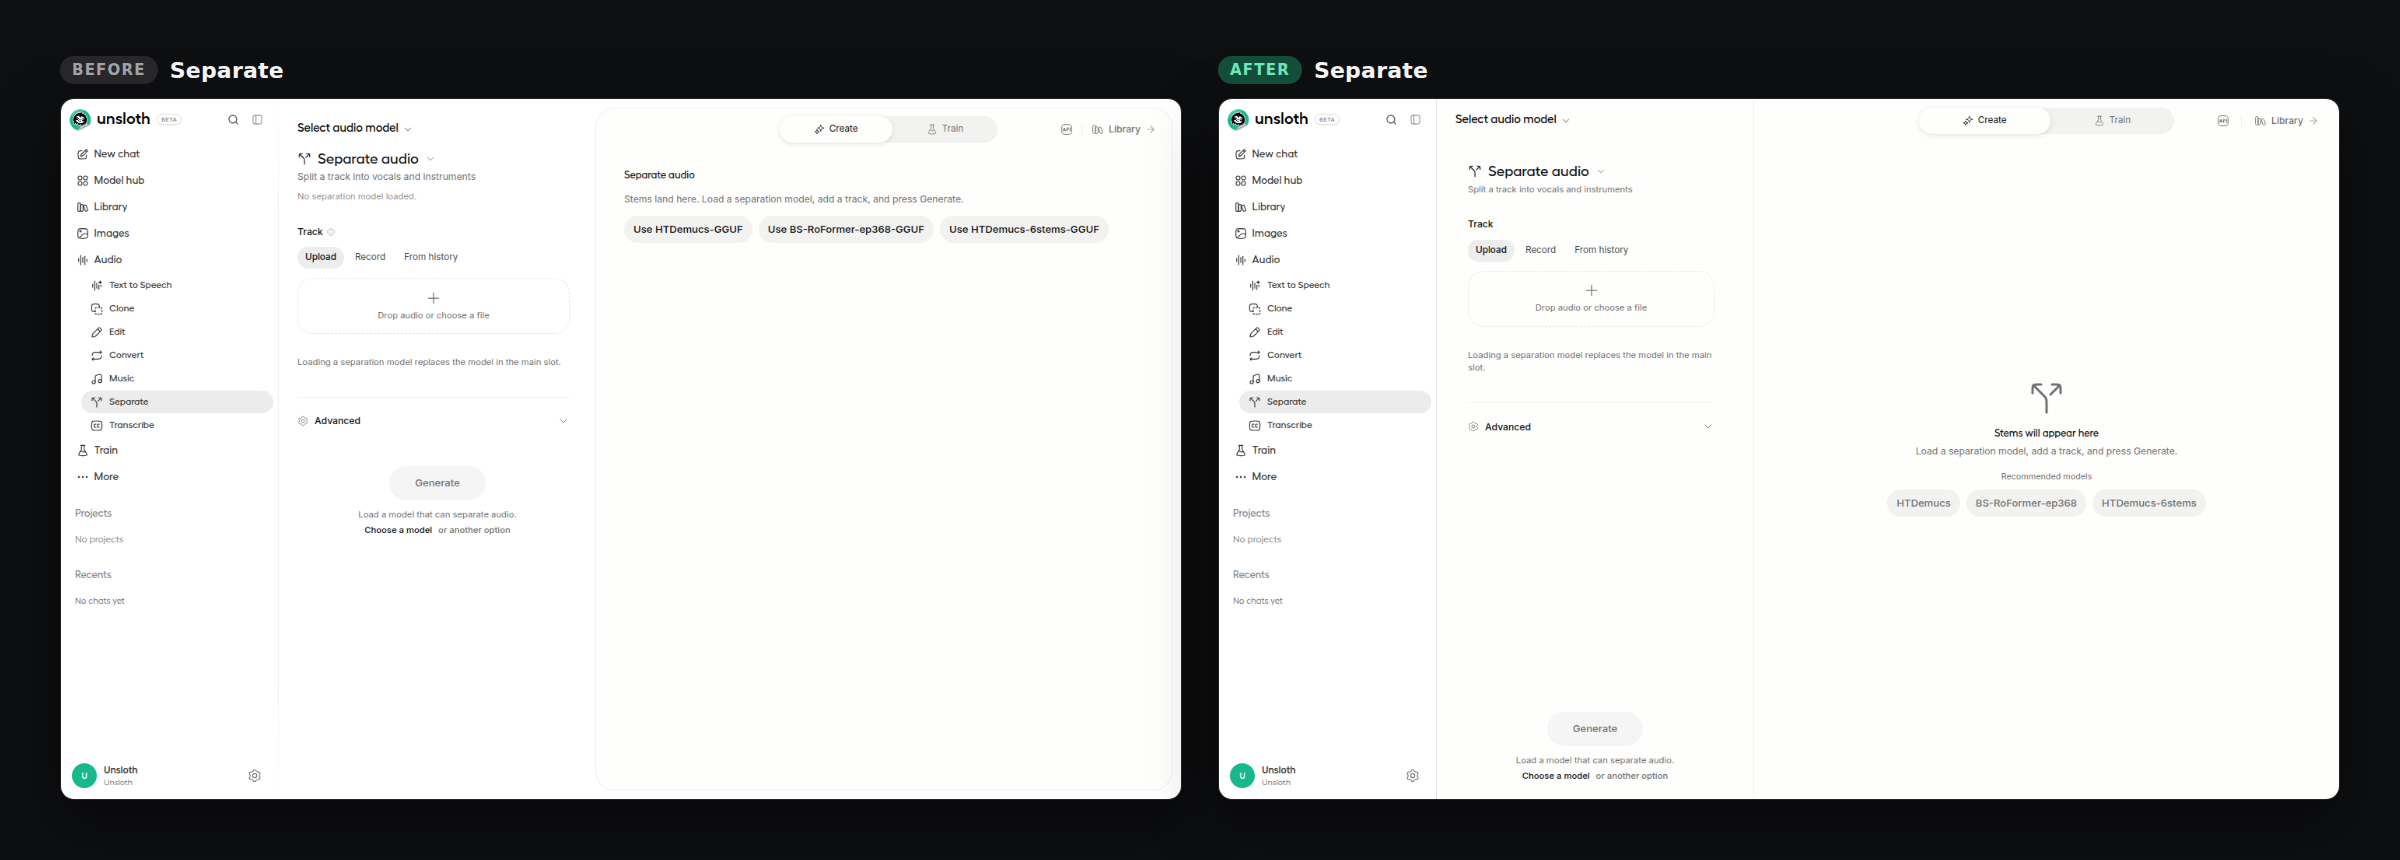 BEFORE Separate
unsloth BETA
New chat
Model hub
Library
Images
Audio
Text to Speech
Clone
Edit
Convert
Music
Separate
Transcribe
Train
More
Projects
No projects
Recents
No chats yet
U
Unsloth
Unsloth
Select audio model
Separate audio
Split a track into vocals and instruments
No separation model loaded.
Track
Upload Record From history
Drop audio or choose a file
Loading a separation model replaces the model in the main slot.
Advanced
Generate
Load a model that can separate audio.
Choose a model or another option
Create Train
API Library
Separate audio
Stems land here. Load a separation model, add a track, and press Generate.
Use HTDemucs-GGUF Use BS-RoFormer-ep368-GGUF Use HTDemucs-6stems-GGUF
AFTER Separate
unsloth BETA
New chat
Model hub
Library
Images
Audio
Text to Speech
Clone
Edit
Convert
Music
Separate
CC Transcribe
Train
More
Projects
No projects
Recents
No chats yet
U
Unsloth
Unsloth
Select audio model
Separate audio
Split a track into vocals and instruments
Track
Upload Record From history
Drop audio or choose a file
Loading a separation model replaces the model in the main
slot.
Advanced
Generate
Load a model that can separate audio.
Choose a model or another option
Create Train
API Library
Stems will appear here
Load a separation model, add a track, and press Generate.
Recommended models
HTDemucs BS-RoFormer-ep368 HTDemucs-6stems